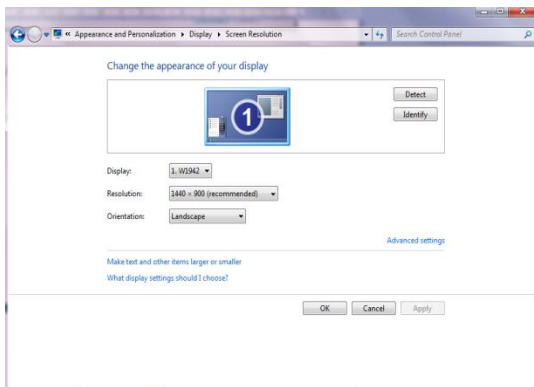 « Appearance and Personalization ▸ Display ▸ Screen Resolution Search Control Panel
Change the appearance of your display
1
Detect
Identify
Display: 1. W1942
Resolution: 1440 × 900 (recommended)
Orientation: Landscape
Advanced settings
Make text and other items larger or smaller
What display settings should I choose?
OK Cancel Apply